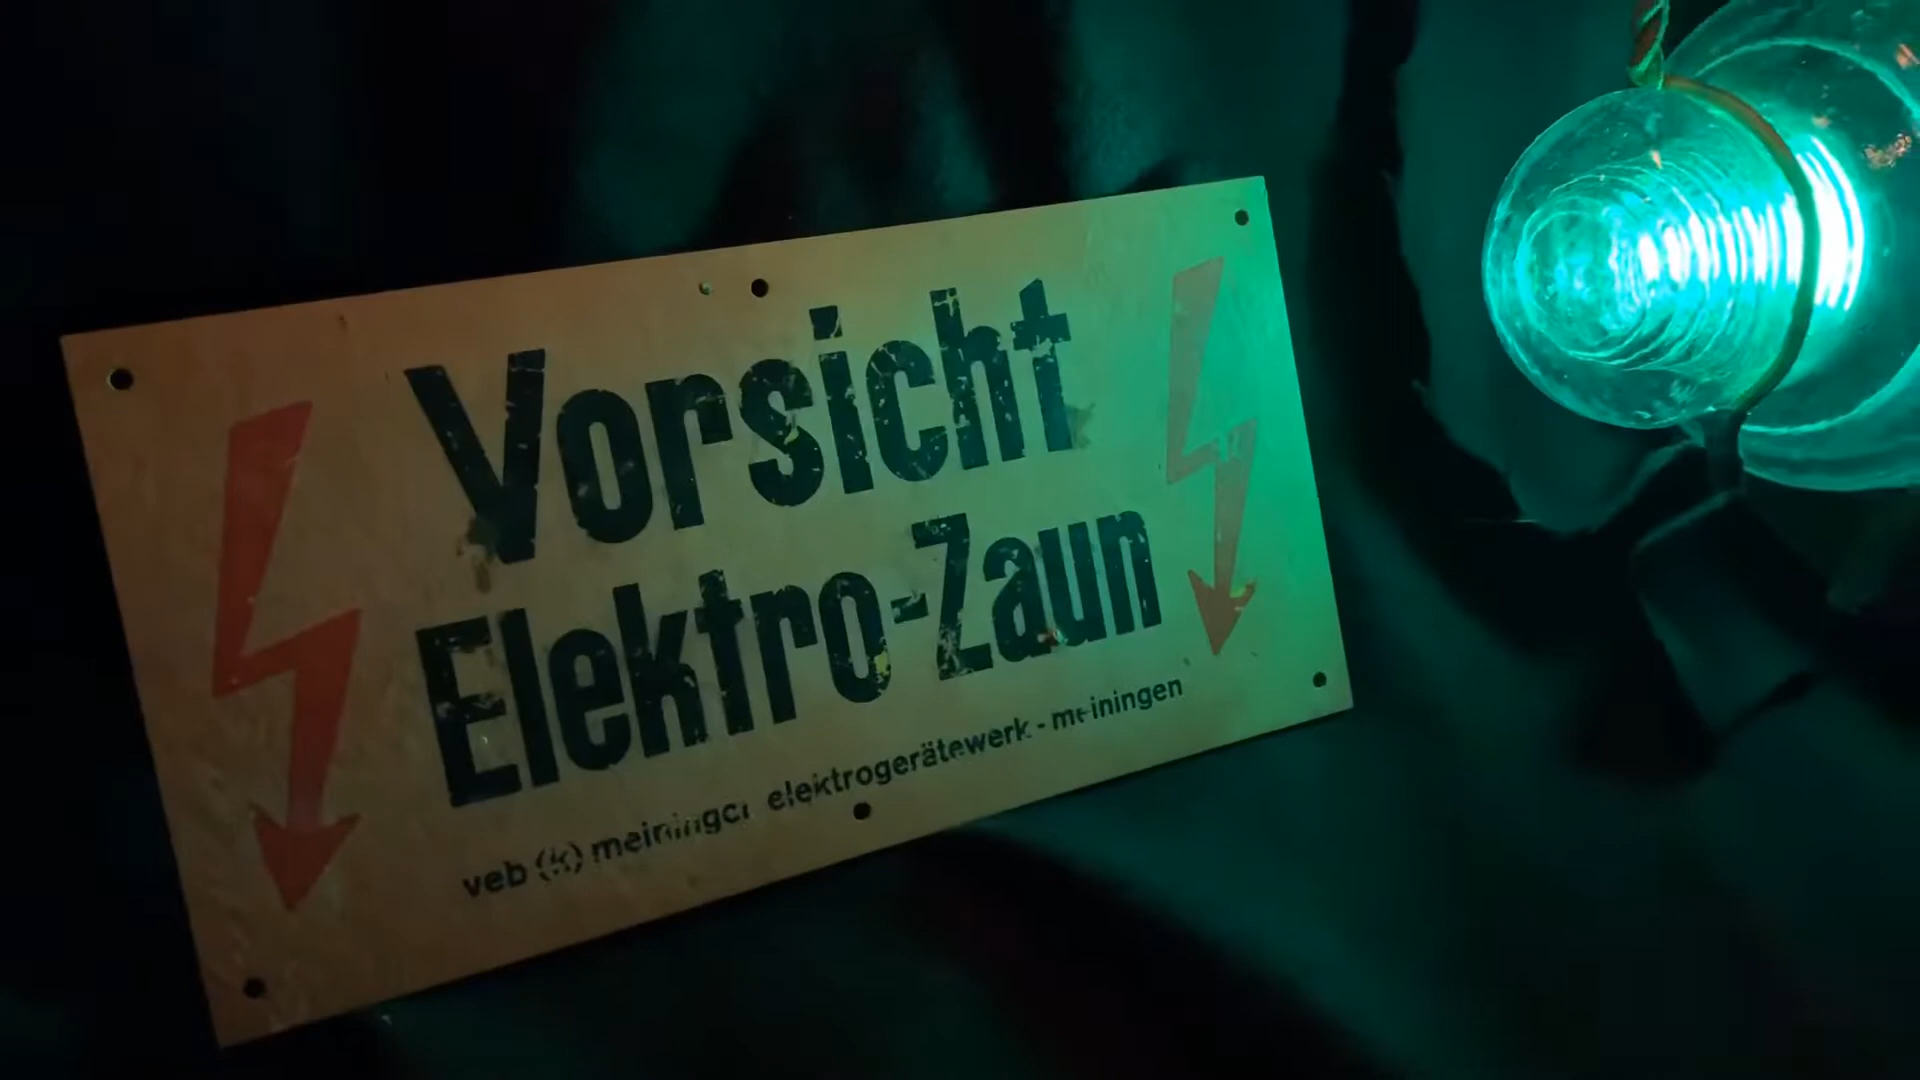 Vorsicht
Elektro-Zaun
veb (k) meininger elektrogerätewerk - meiningen